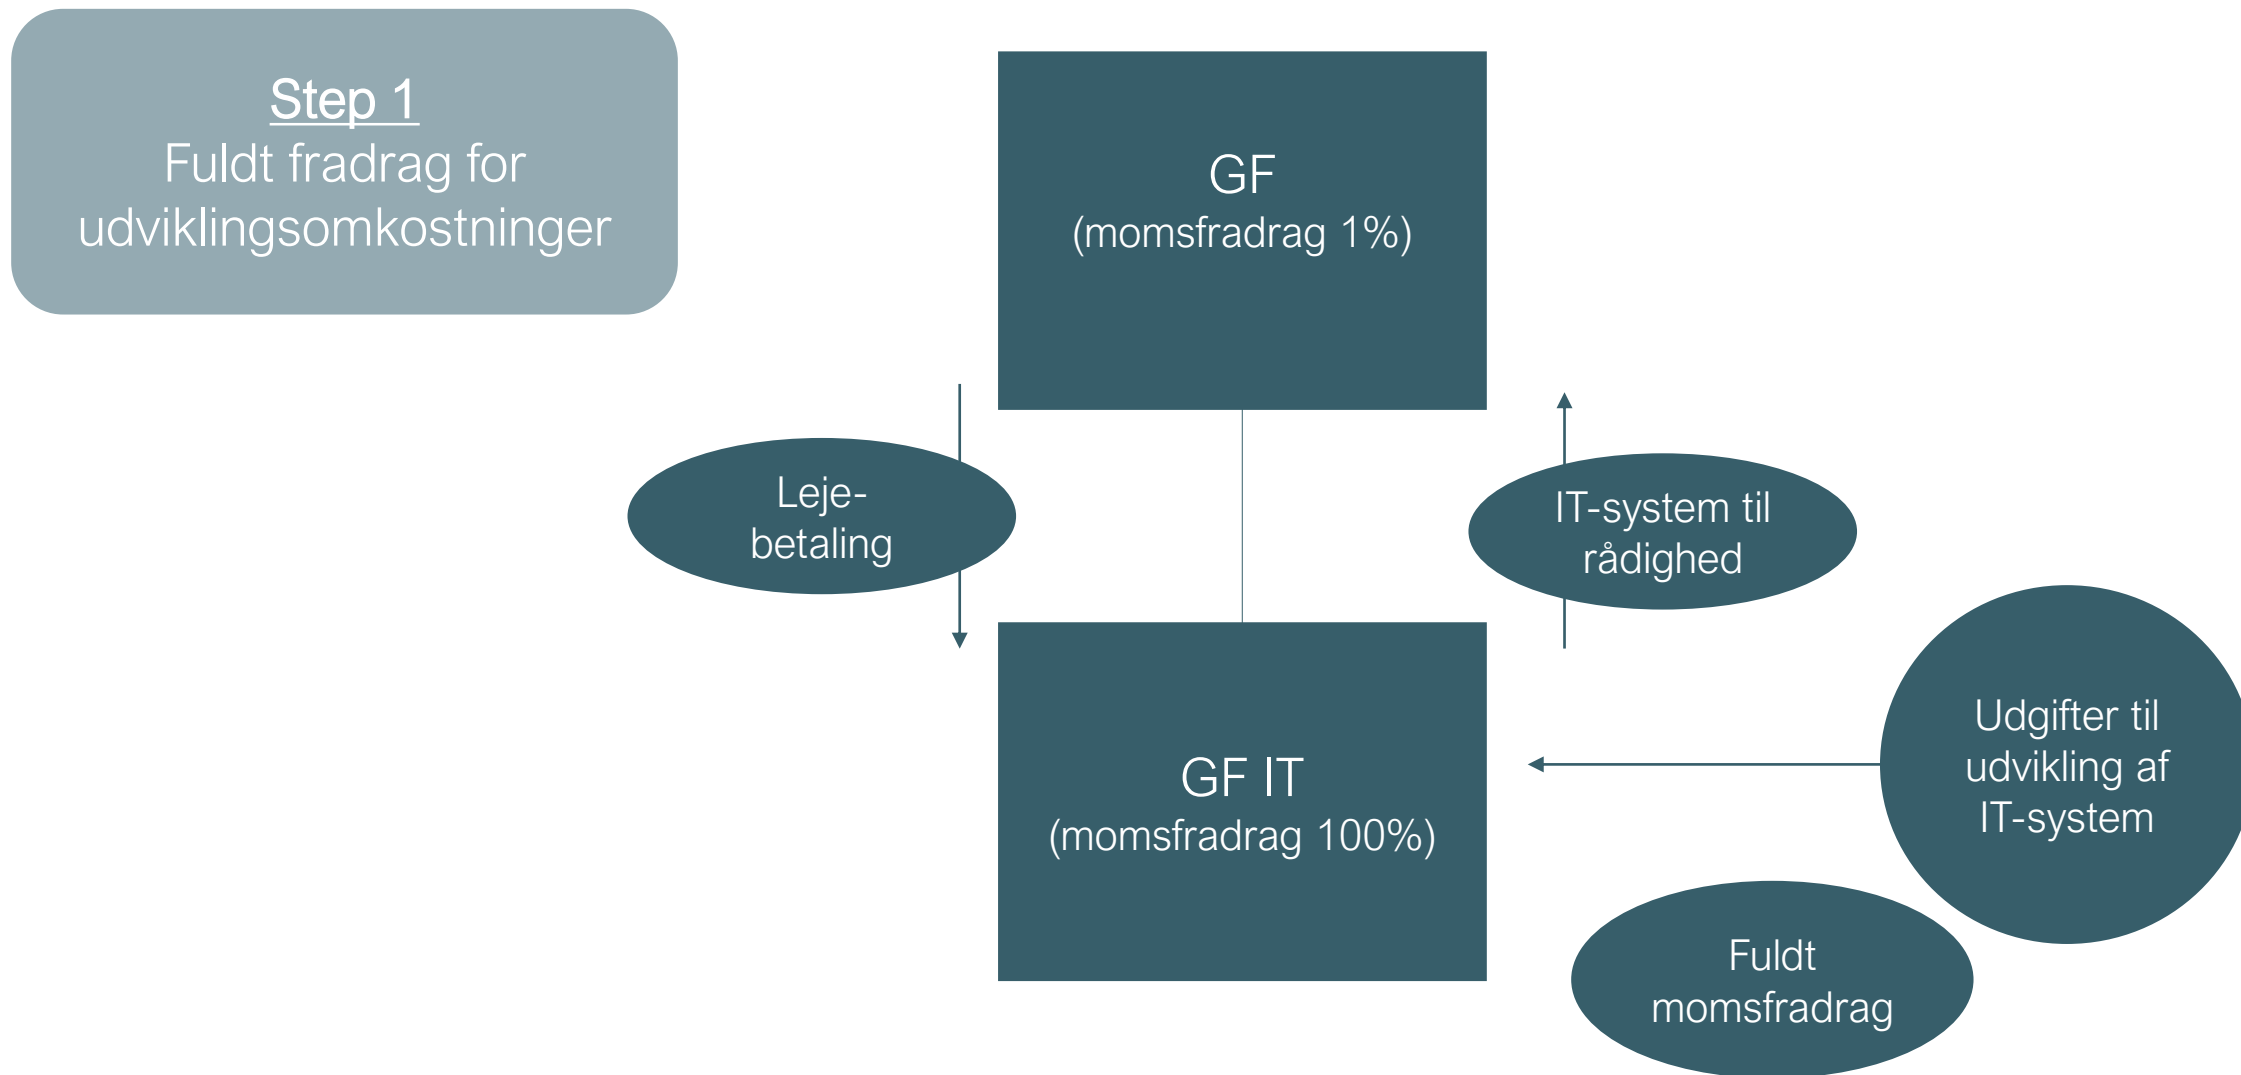 Step 1
Fuldt fradrag for
udviklingsomkostninger
GF
(momsfradrag 1%)
Leje-
betaling
IT-system til
rådighed
GF IT
(momsfradrag 100%)
Udgifter til
udvikling af
IT-system
Fuldt
momsfradrag